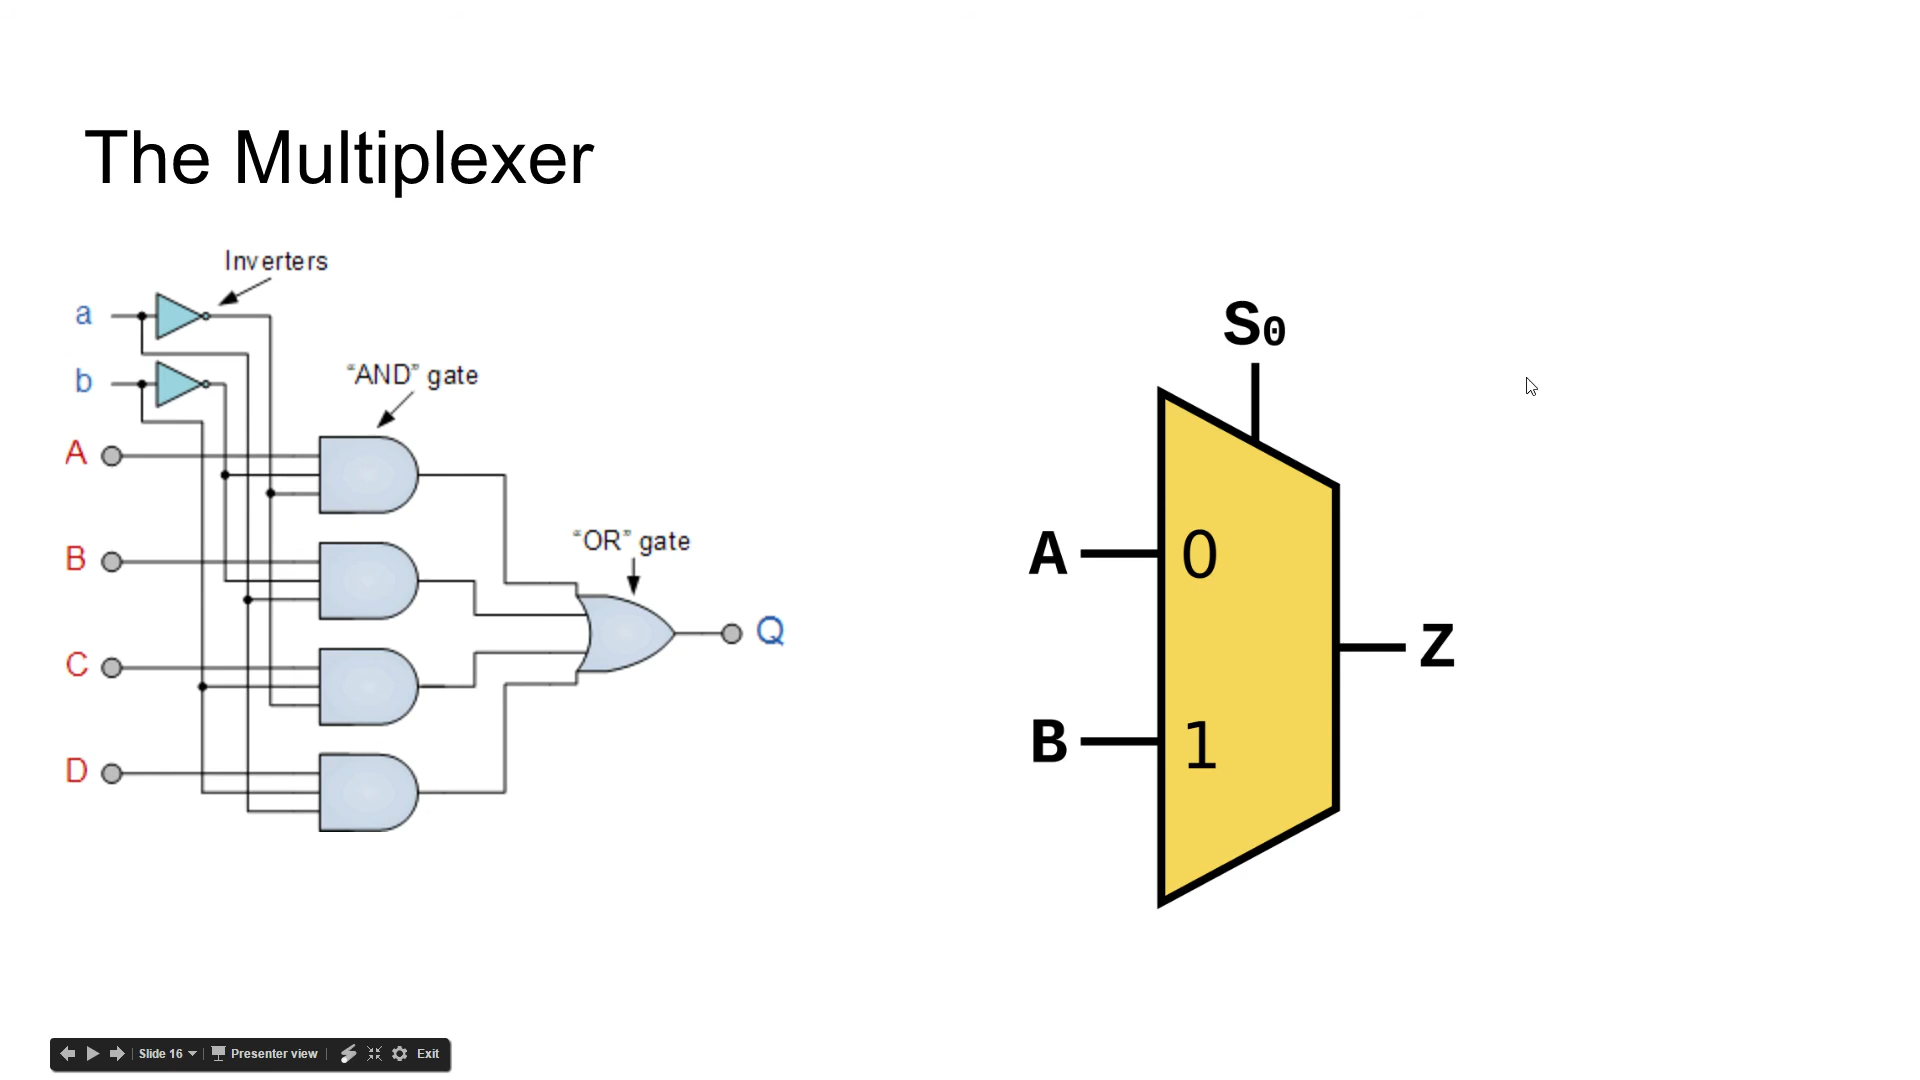 The Multiplexer
Inverters
a
b
“AND” gate
A
B
“OR” gate
Q
C
D
S0
A
0
Z
B
1
Slide 16
Presenter view
Exit